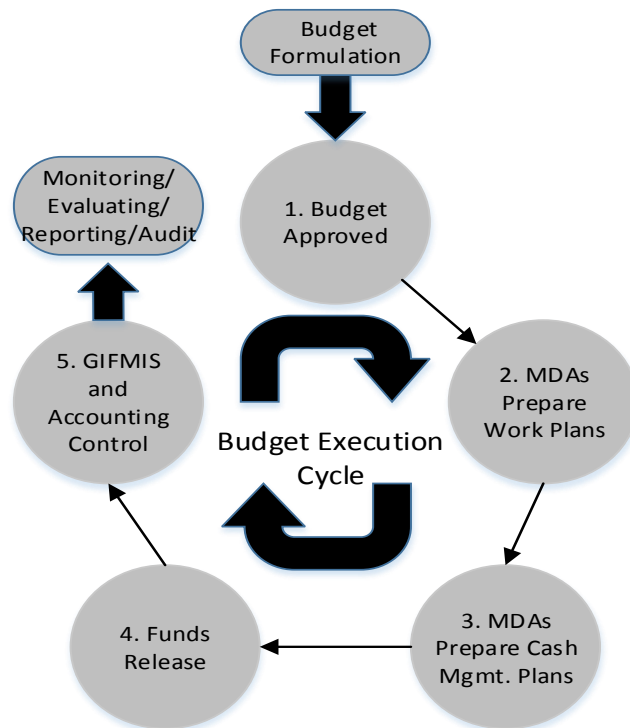 Budget
Formulation
1. Budget
Approved
2. MDAs
Prepare
Work Plans
3. MDAs
Prepare Cash
Mgmt. Plans
4. Funds
Release
5. GIFMIS
and
Accounting
Control
Monitoring/
Evaluating/
Reporting/Audit
Budget Execution
Cycle